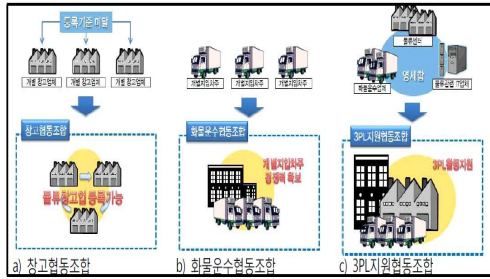 등록기준 미달
개별 창고업체
개별 창고업체
개별 창고업체
창고협동조합
물류창고업 등록 가능
a) 창고협동조합
개별지입차주
개별지입차주
개별지입차주
화물운수협동조합
개별지입차주
경쟁력 확보
b) 화물운수협동조합
물류센터
영세함
화물운수업체
물류관련 IT업체
3PL지원협동조합
3PL활동지원
c) 3PL지원협동조합